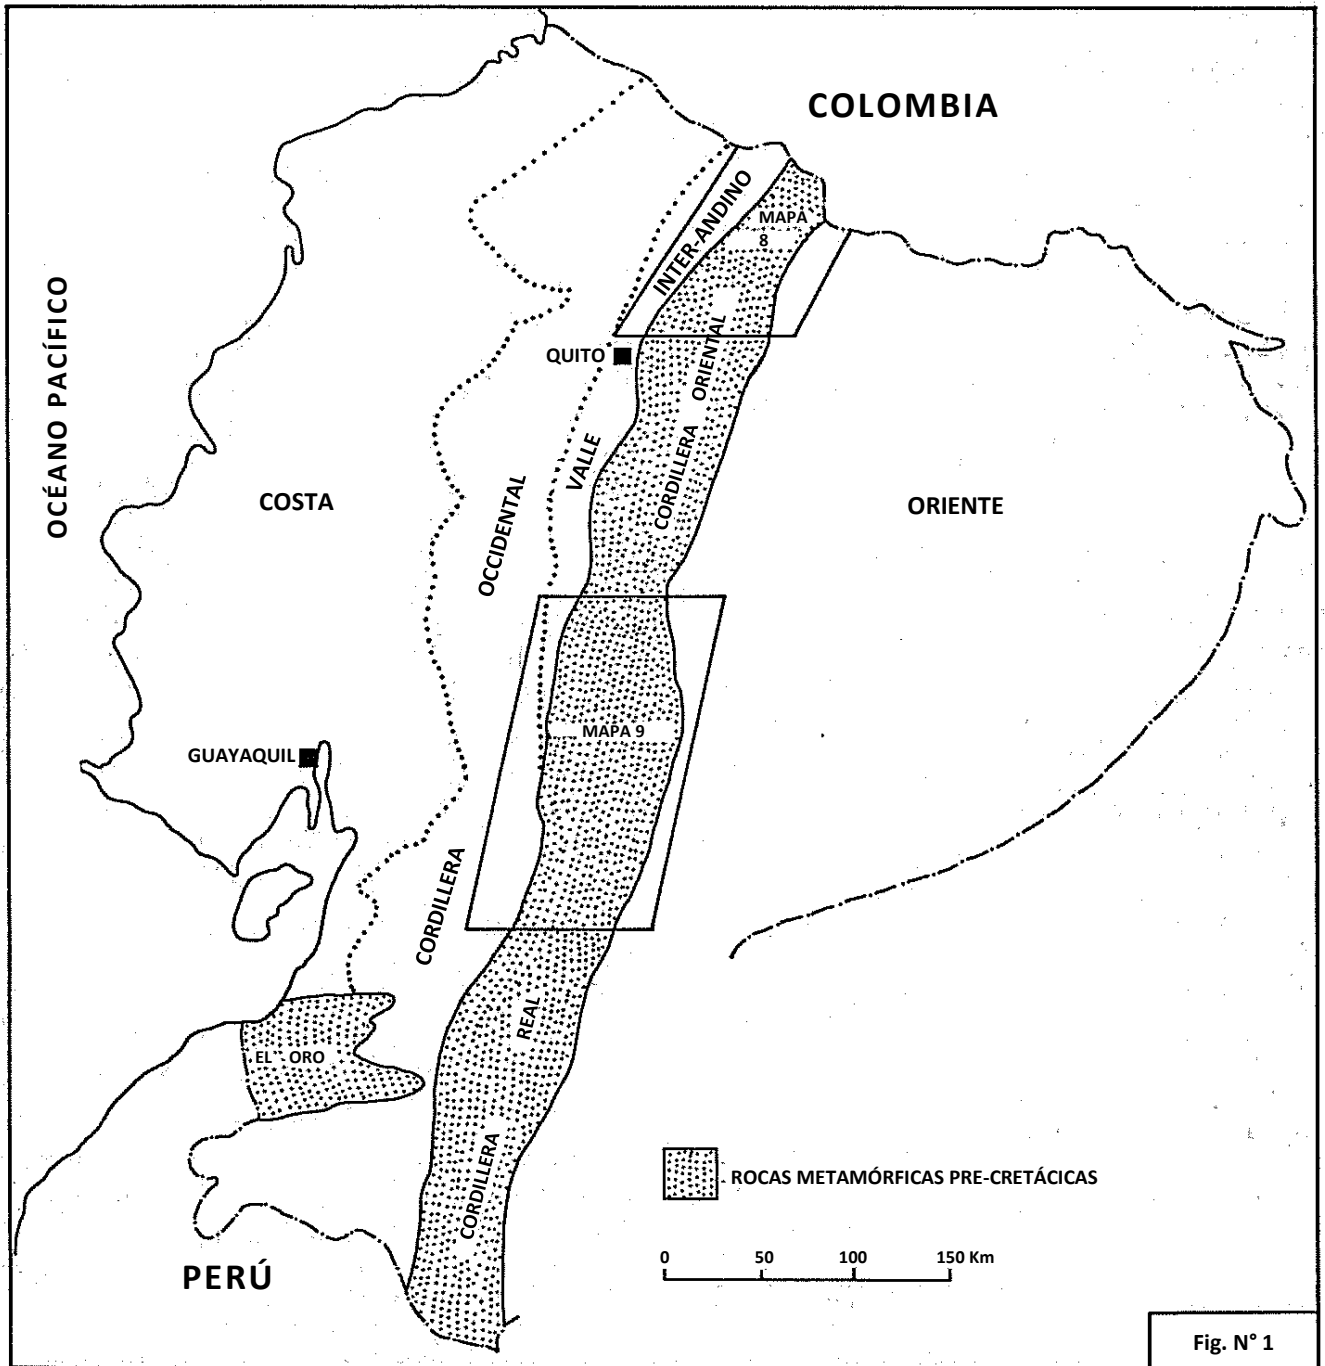 COLOMBIA
INTER-ANDINO
MAPA
8
OCÉANO PACÍFICO
QUITO
CORDILLERA ORIENTAL
VALLE
COSTA
OCCIDENTAL
ORIENTE
MAPA 9
GUAYAQUIL
CORDILLERA
REAL
EL ORO
CORDILLERA
ROCAS METAMÓRFICAS PRE-CRETÁCICAS
0 50 100 150 Km
PERÚ
Fig. N° 1